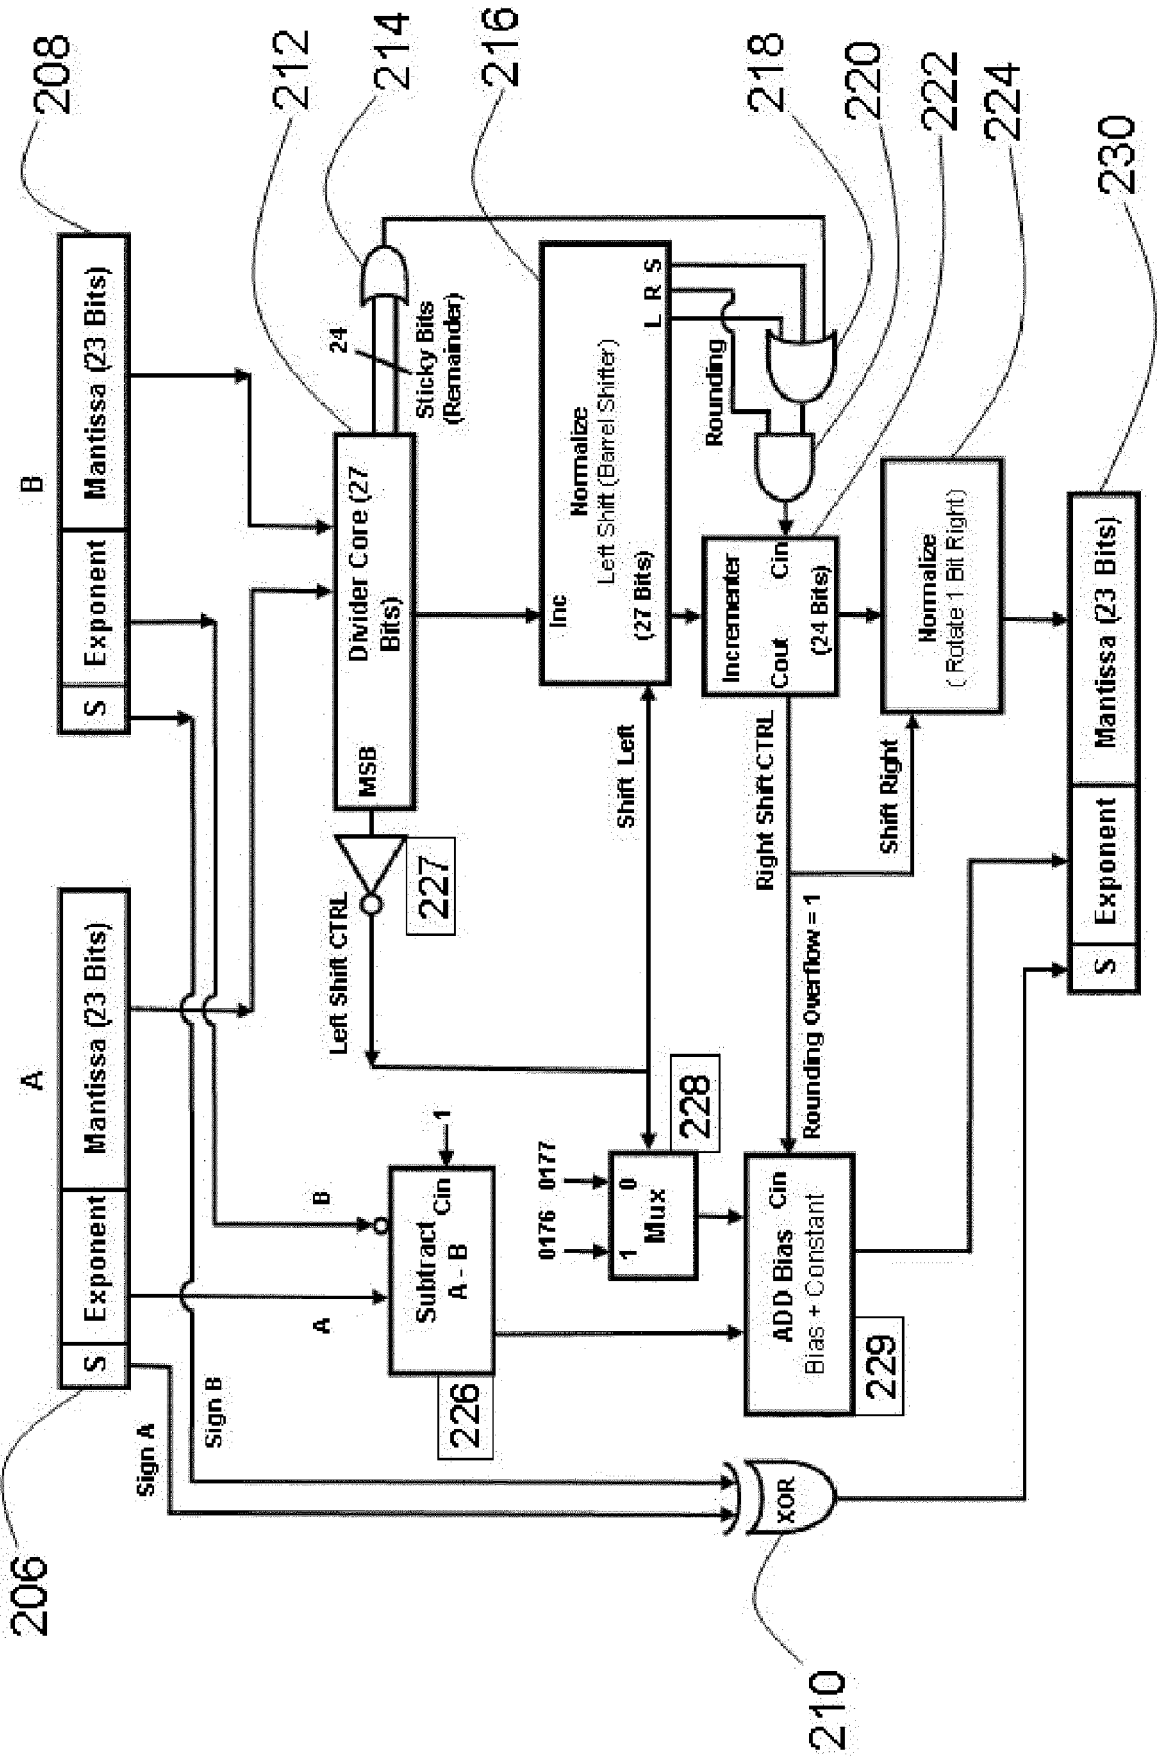 206
A
S
Exponent
Mantissa (23 Bits)
B
S
Exponent
Mantissa (23 Bits)
208
Sign A
Sign B
A
B
Subtract
A - B
Cin
1
226
Left Shift CTRL
227
MSB
Divider Core (27
Bits)
212
24
Sticky Bits
(Remainder)
214
0176
0177
1
0
Mux
228
Shift Left
Inc
Normalize
Left Shift (Barrel Shifter)
(27 Bits)
L
R
S
216
Rounding
218
220
210
XOR
ADD Bias
Cin
Bias + Constant
229
Rounding Overflow = 1
Right Shift CTRL
Incrementer
Cout
Cin
(24 Bits)
222
Shift Right
Normalize
( Rotate 1 Bit Right)
224
S
Exponent
Mantissa (23 Bits)
230